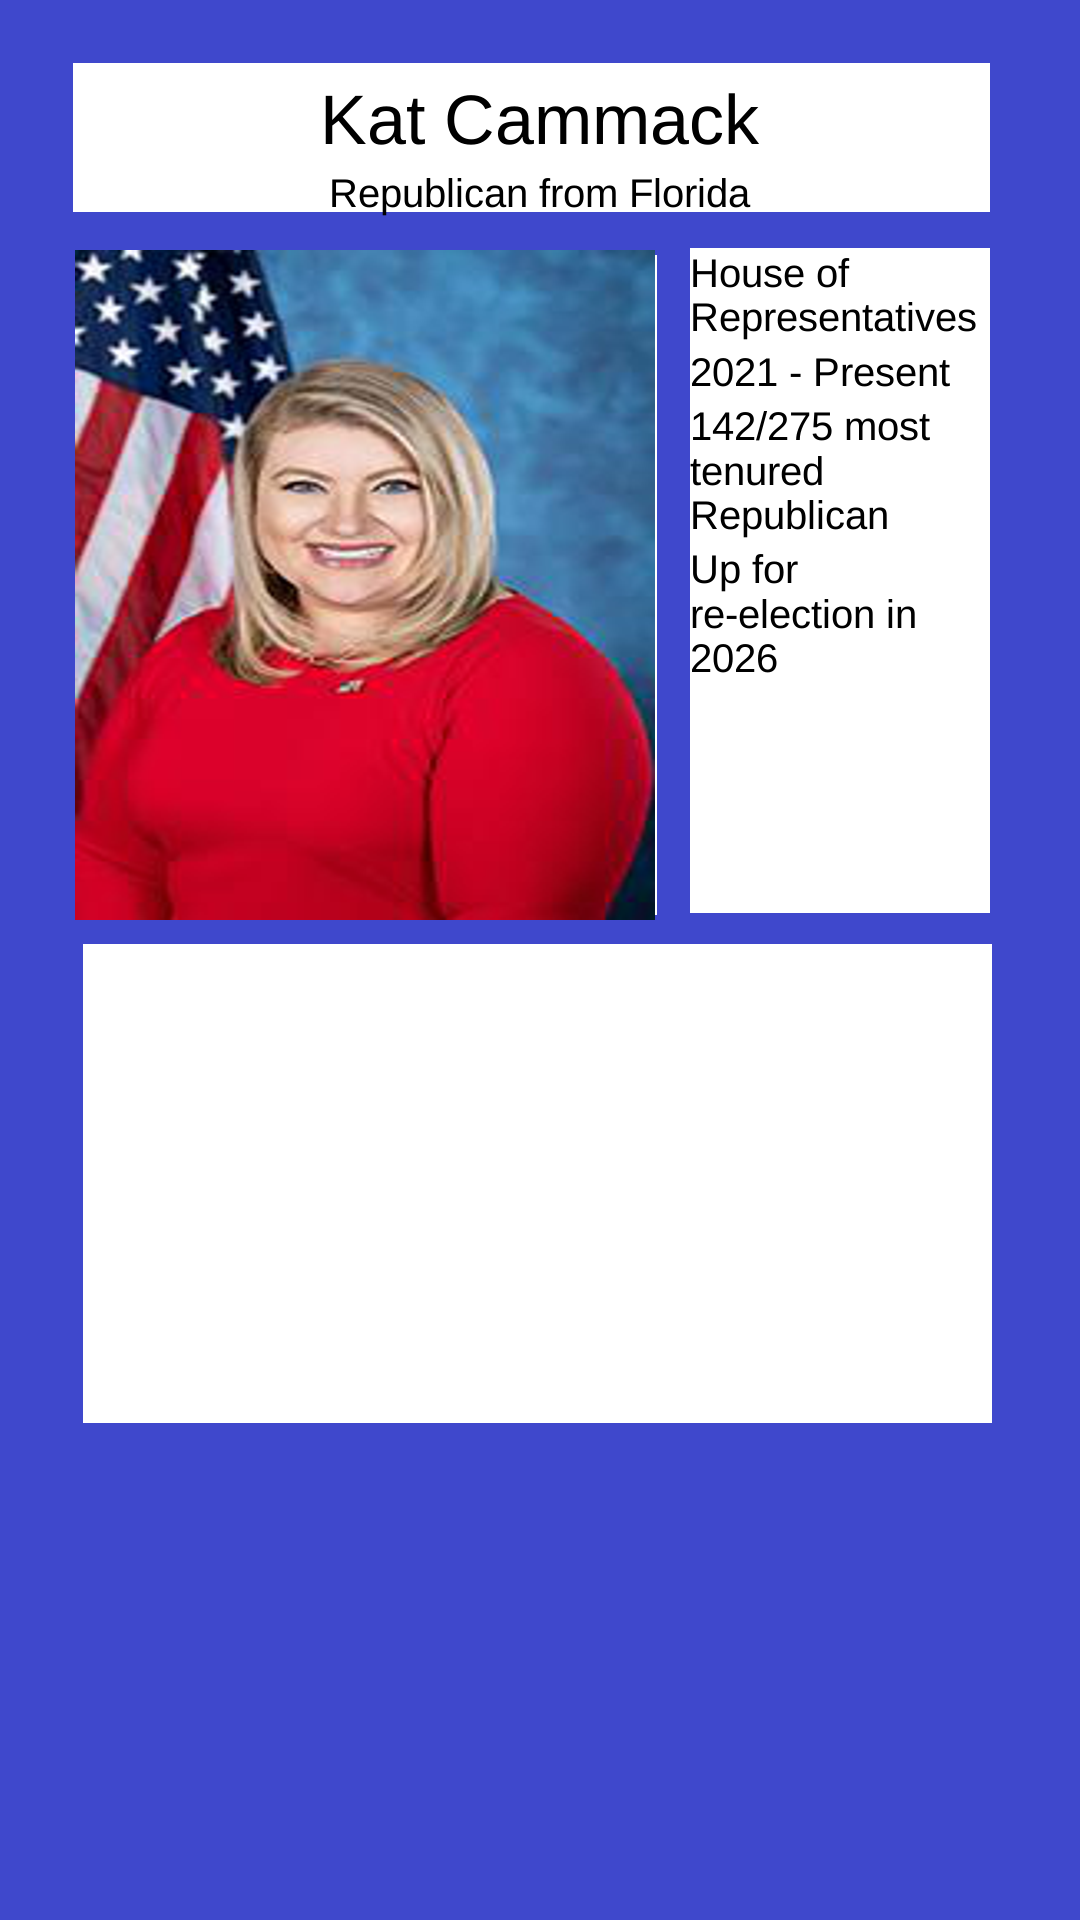 Kat Cammack
Republican from Florida
House of
Representatives
2021 - Present
142/275 most
tenured
Republican
Up for
re-election in
2026